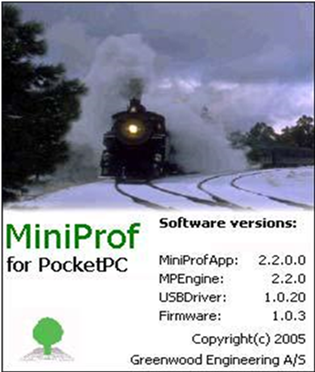 MiniProf
for PocketPC
Software versions:
MiniProfApp: 2.2.0.0
MPEngine: 2.2.0
USBDriver: 1.0.20
Firmware: 1.0.3
Copyright(c) 2005
Greenwood Engineering A/S